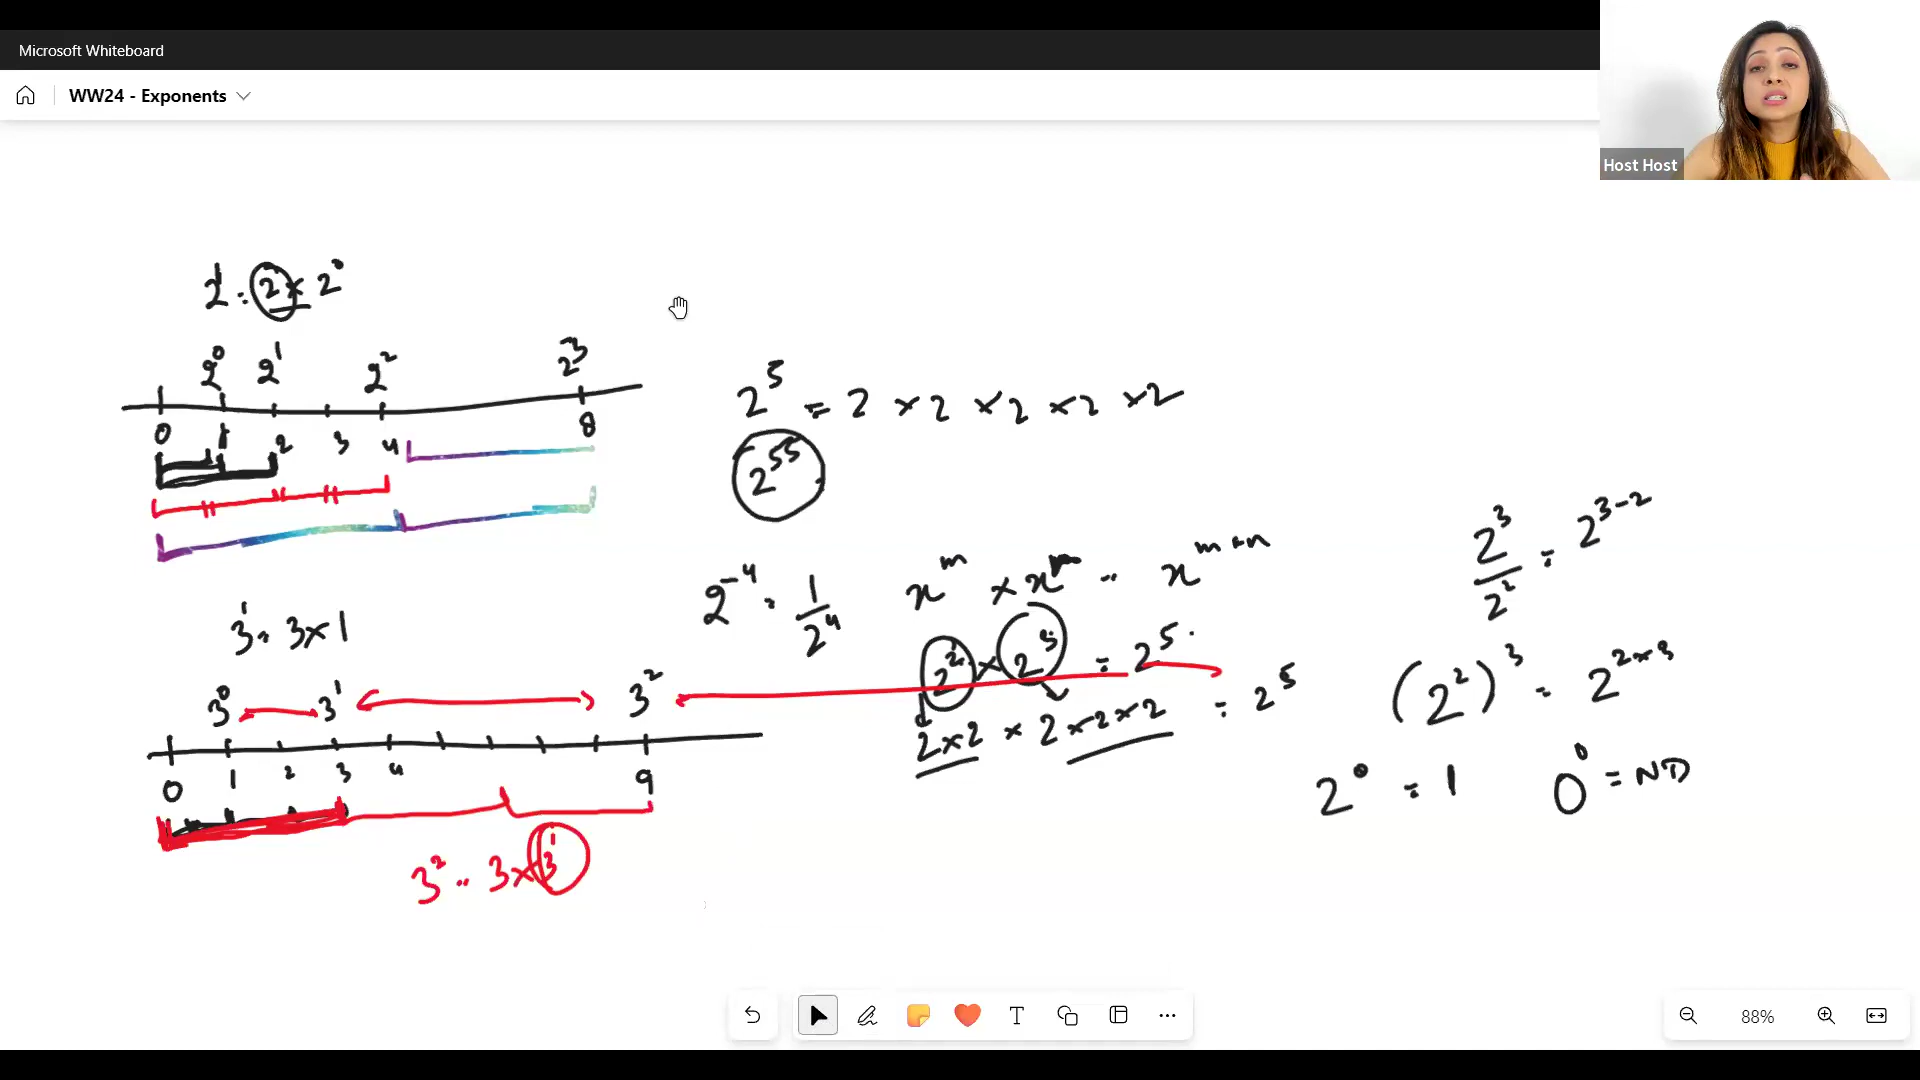 Microsoft Whiteboard
WW24 - Exponents
Host Host
2¹ = 2 × 2⁰
2⁰ 2¹ 2² 2³
0 1 2 3 4 8
2⁵ = 2 × 2 × 2 × 2 × 2
2⁵⁵
2³/2² = 2³⁻²
2⁻⁴ = 1/2⁴
xᵐ × xⁿ = xᵐ⁺ⁿ
2² × 2³ = 2⁵
2×2 × 2×2×2 = 2⁵
(2²)³ = 2²ˣ³
2⁰ = 1
0⁰ = ND
3¹ = 3×1
3⁰ 3¹ 3²
0 1 2 3 4 9
3² = 3×3¹
88%